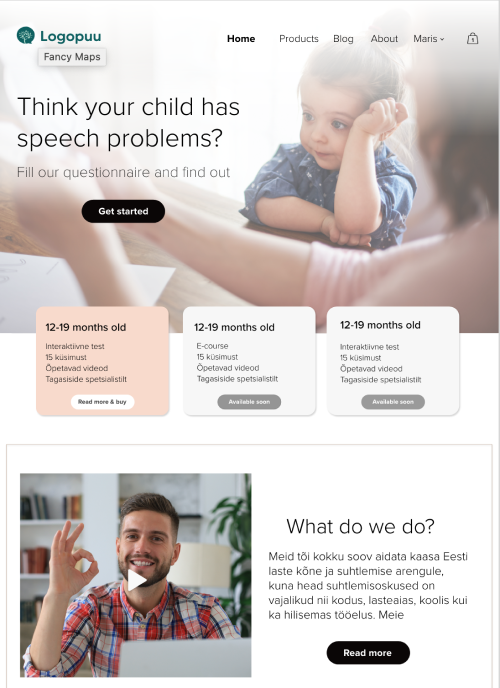 Logopuu
Home
Products
Blog
About
Maris
1
Fancy Maps
Think your child has
speech problems?
Fill our questionnaire and find out
Get started
12-19 months old
Interaktiivne test
15 küsimust
Õpetavad videod
Tagasiside spetsialistilt
Read more & buy
12-19 months old
E-course
15 küsimust
Õpetavad videod
Tagasiside spetsialistilt
Available soon
12-19 months old
Interaktiivne test
15 küsimust
Õpetavad videod
Tagasiside spetsialistilt
Available soon
What do we do?
Meid tõi kokku soov aidata kaasa Eesti
laste kõne ja suhtlemise arengule,
kuna head suhtlemisoskused on
vajalikud nii kodus, lasteaias, koolis kui
ka hilisemas tööelus. Meie
Read more